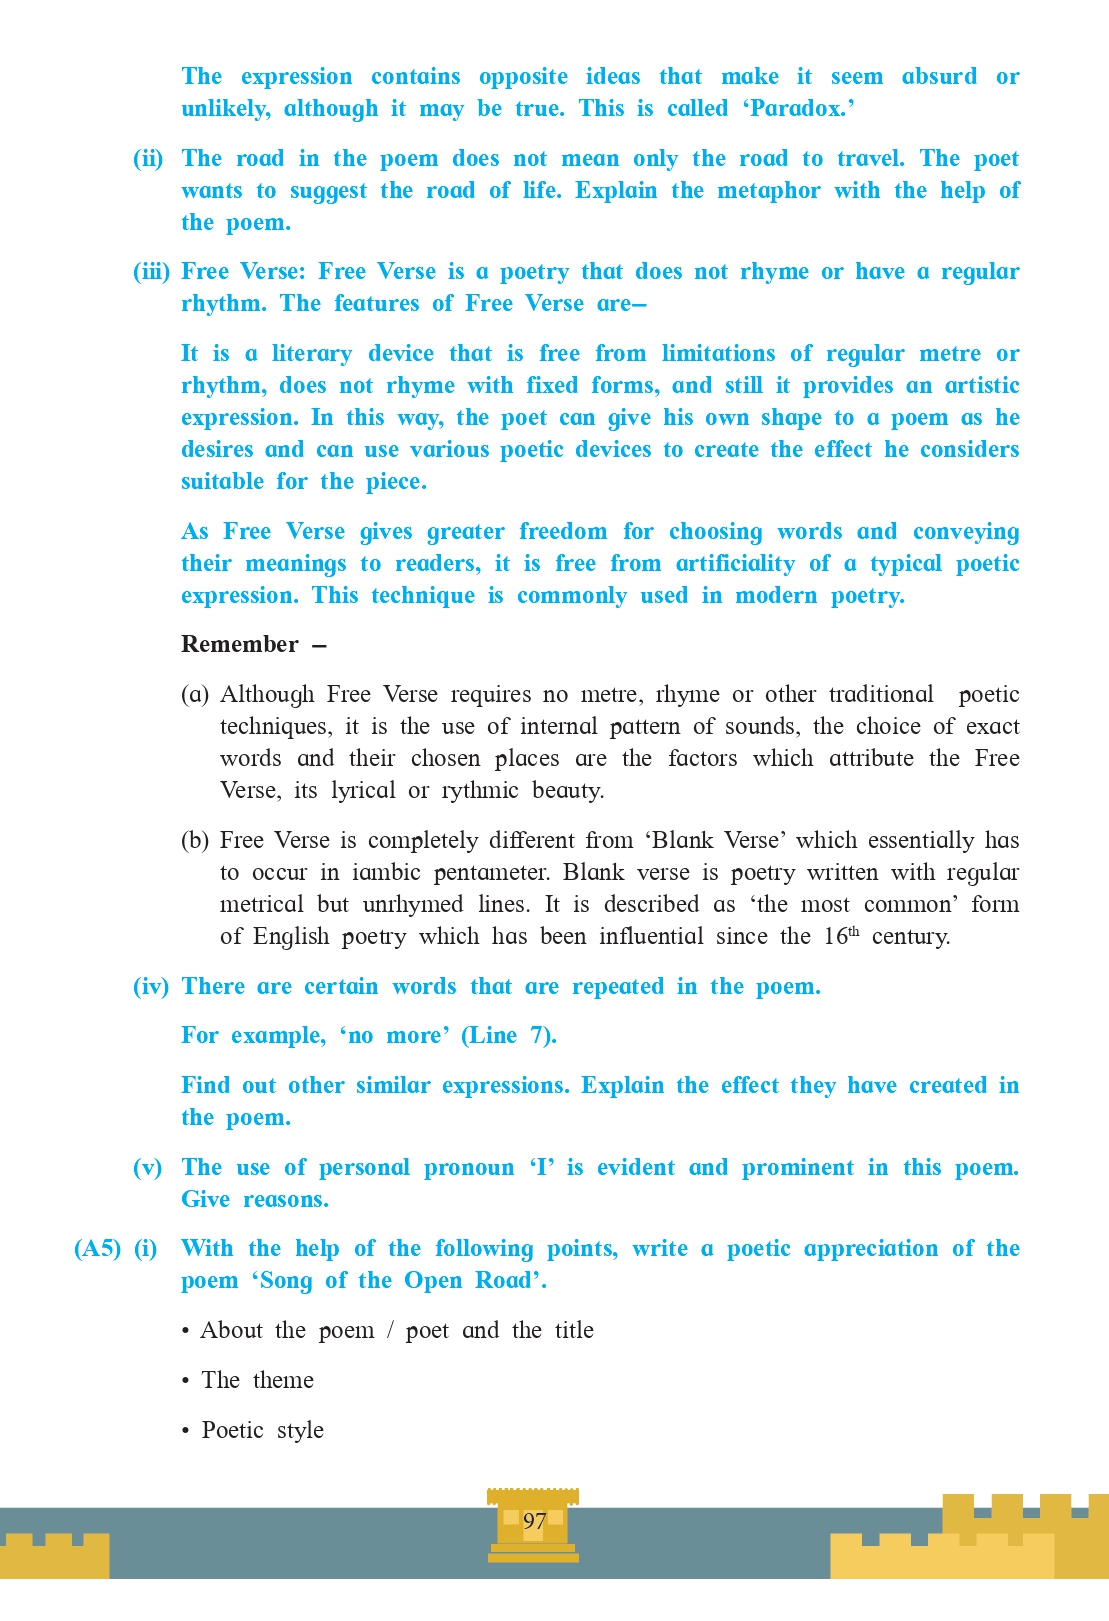 The expression contains opposite ideas that make it seem absurd or
unlikely, although it may be true. This is called ‘Paradox.’
(ii) The road in the poem does not mean only the road to travel. The poet
wants to suggest the road of life. Explain the metaphor with the help of
the poem.
(iii) Free Verse: Free Verse is a poetry that does not rhyme or have a regular
rhythm. The features of Free Verse are–
It is a literary device that is free from limitations of regular metre or
rhythm, does not rhyme with fixed forms, and still it provides an artistic
expression. In this way, the poet can give his own shape to a poem as he
desires and can use various poetic devices to create the effect he considers
suitable for the piece.
As Free Verse gives greater freedom for choosing words and conveying
their meanings to readers, it is free from artificiality of a typical poetic
expression. This technique is commonly used in modern poetry.
Remember –
(a) Although Free Verse requires no metre, rhyme or other traditional poetic
techniques, it is the use of internal pattern of sounds, the choice of exact
words and their chosen places are the factors which attribute the Free
Verse, its lyrical or rythmic beauty.
(b) Free Verse is completely different from ‘Blank Verse’ which essentially has
to occur in iambic pentameter. Blank verse is poetry written with regular
metrical but unrhymed lines. It is described as ‘the most common’ form
of English poetry which has been influential since the 16th century.
(iv) There are certain words that are repeated in the poem.
For example, ‘no more’ (Line 7).
Find out other similar expressions. Explain the effect they have created in
the poem.
(v) The use of personal pronoun ‘I’ is evident and prominent in this poem.
Give reasons.
(A5) (i) With the help of the following points, write a poetic appreciation of the
poem ‘Song of the Open Road’.
• About the poem / poet and the title
• The theme
• Poetic style
97